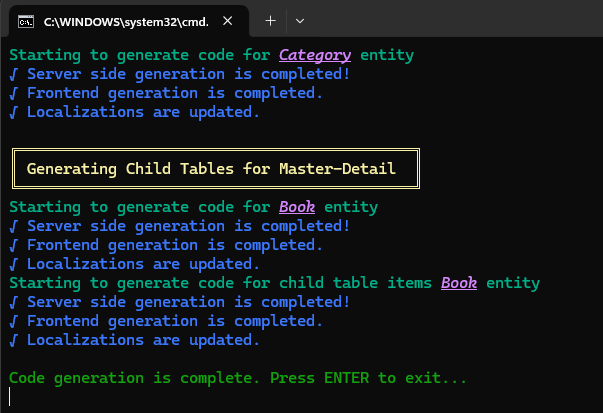 C:\WINDOWS\system32\cmd.
Starting to generate code for Category entity
√ Server side generation is completed!
√ Frontend generation is completed.
√ Localizations are updated.
Generating Child Tables for Master-Detail
Starting to generate code for Book entity
√ Server side generation is completed!
√ Frontend generation is completed.
√ Localizations are updated.
Starting to generate code for child table items Book entity
√ Server side generation is completed!
√ Frontend generation is completed.
√ Localizations are updated.
Code generation is complete. Press ENTER to exit...